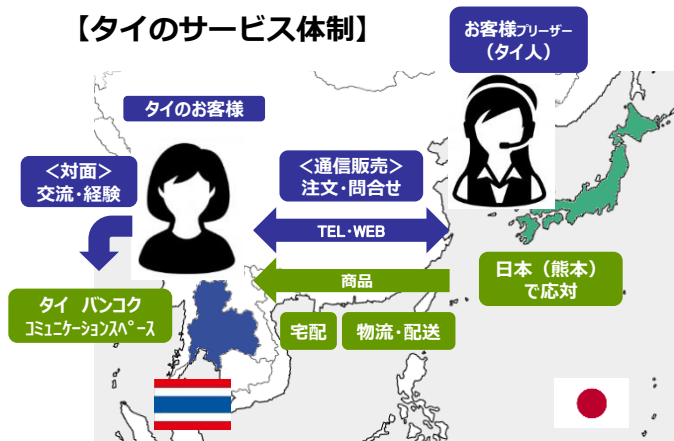 【タイのサービス体制】
お客様プリーザー
（タイ人）
タイのお客様
＜対面＞
交流・経験
＜通信販売＞
注文・問合せ
TEL・WEB
商品
日本（熊本）
で応対
タイ バンコク
ｺﾐｭﾆｹｰｼｮﾝｽﾍﾟｰｽ
宅配
物流・配送